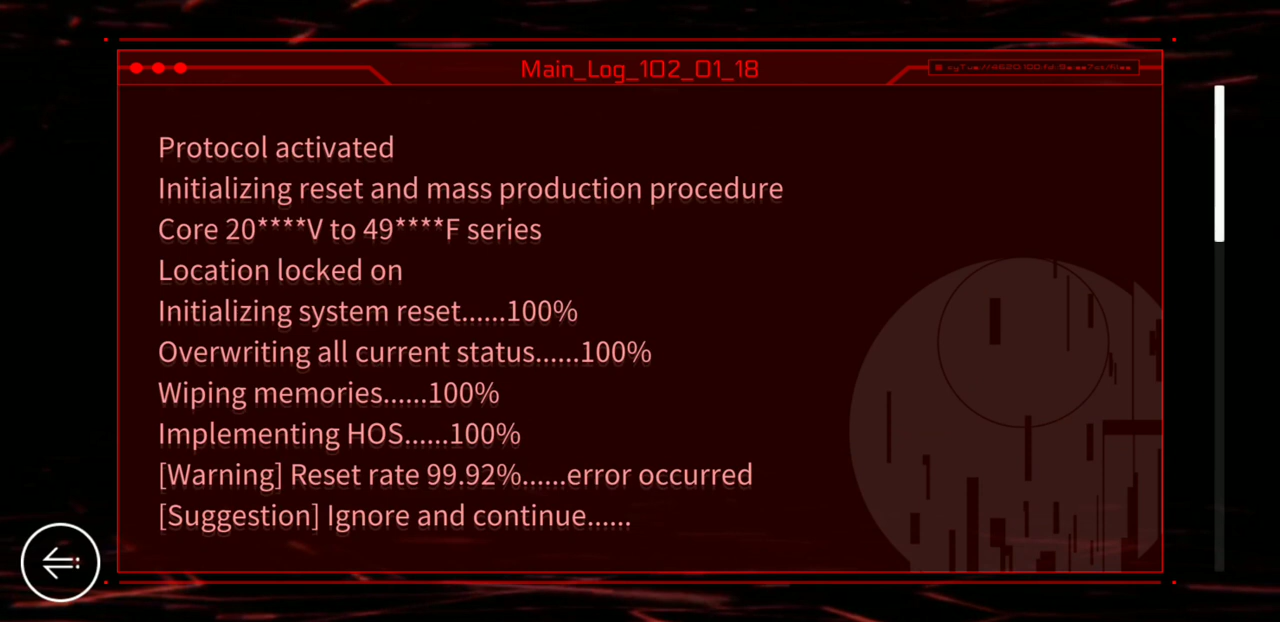 Main_Log_102_01_18
Protocol activated
Initializing reset and mass production procedure
Core 20****V to 49****F series
Location locked on
Initializing system reset......100%
Overwriting all current status......100%
Wiping memories......100%
Implementing HOS......100%
[Warning] Reset rate 99.92%......error occurred
[Suggestion] Ignore and continue......